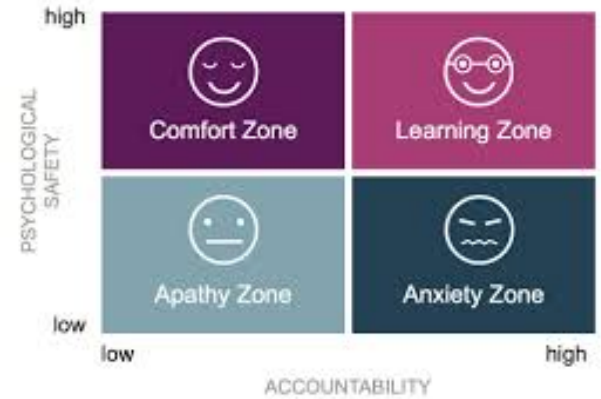 high
PSYCHOLOGICAL
SAFETY
Comfort Zone
Learning Zone
Apathy Zone
Anxiety Zone
low
low
high
ACCOUNTABILITY